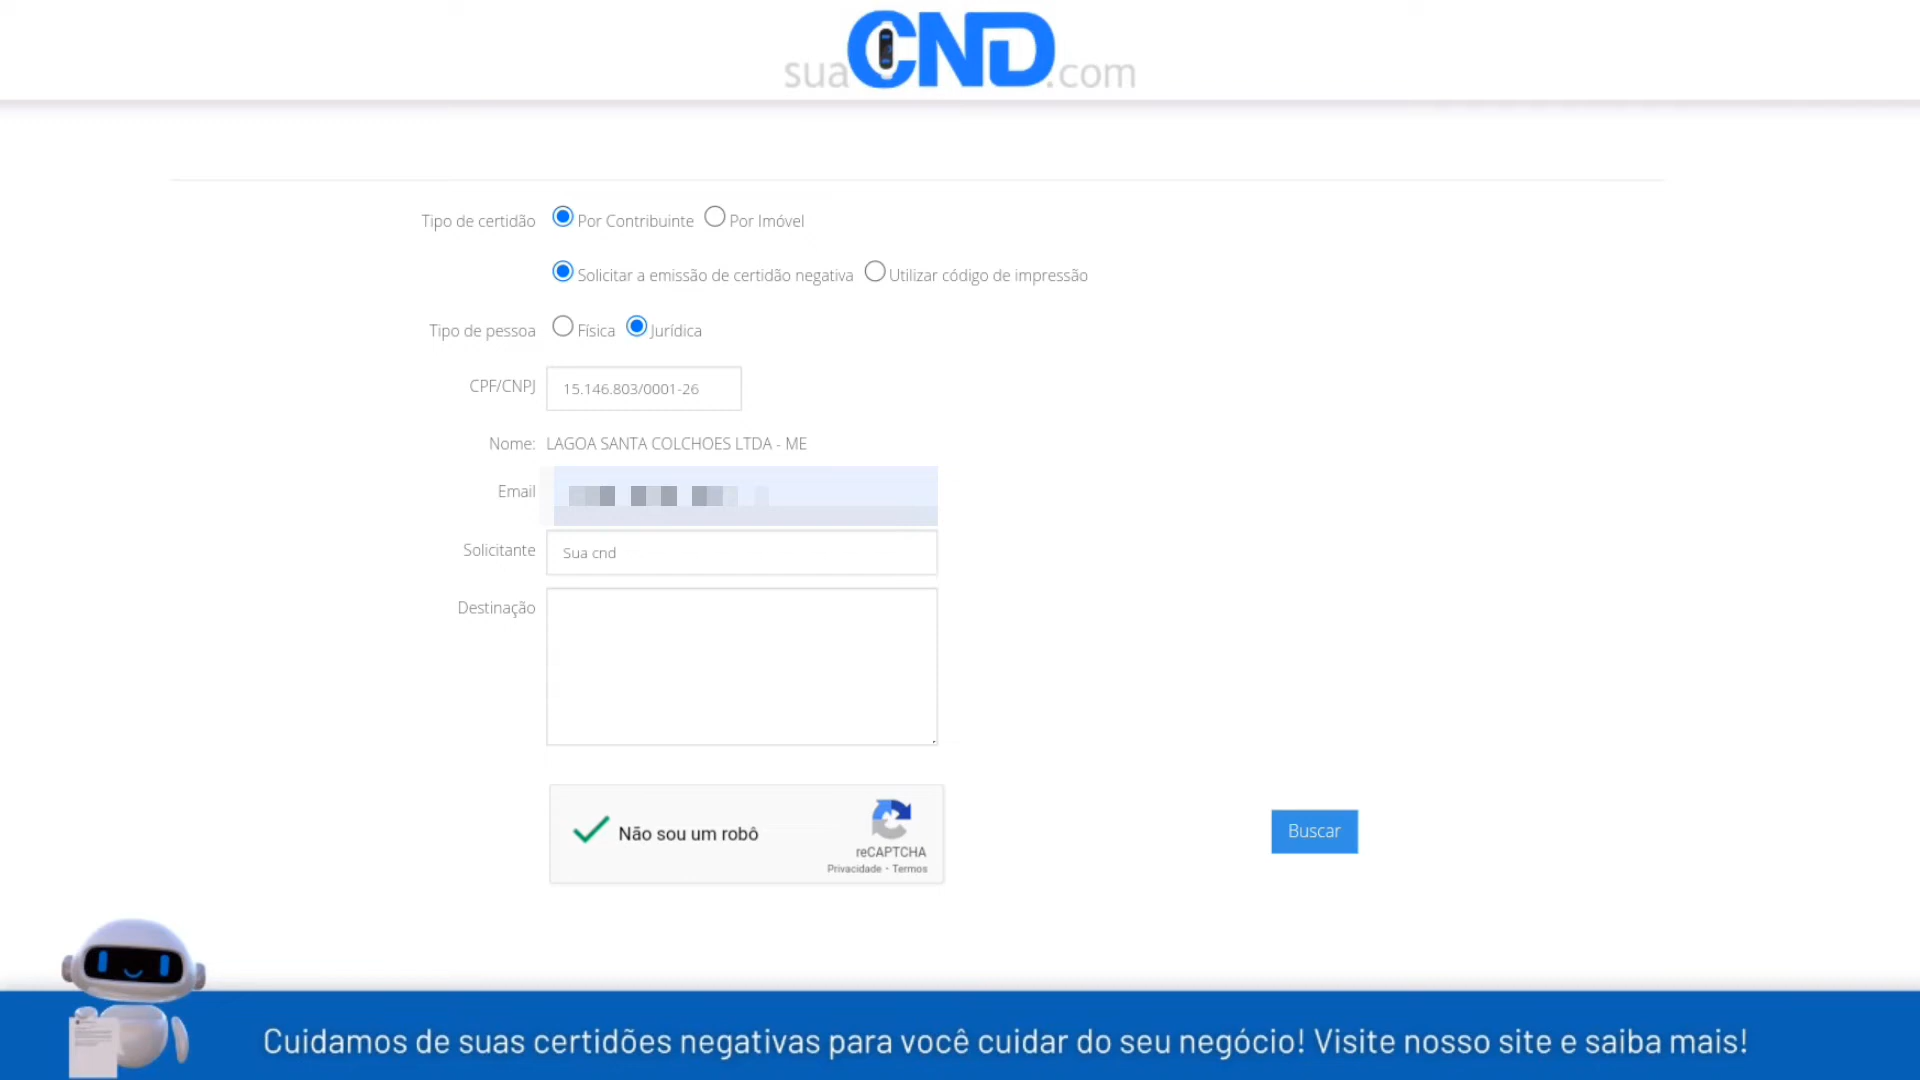 suaCND.com
Tipo de certidão Por Contribuinte Por Imóvel
Solicitar a emissão de certidão negativa Utilizar código de impressão
Tipo de pessoa Física Jurídica
CPF/CNPJ 15.146.803/0001-26
Nome: LAGOA SANTA COLCHOES LTDA - ME
Email
Solicitante Sua cnd
Destinação
Não sou um robô
reCAPTCHA
Privacidade - Termos
Buscar
Cuidamos de suas certidões negativas para você cuidar do seu negócio! Visite nosso site e saiba mais!